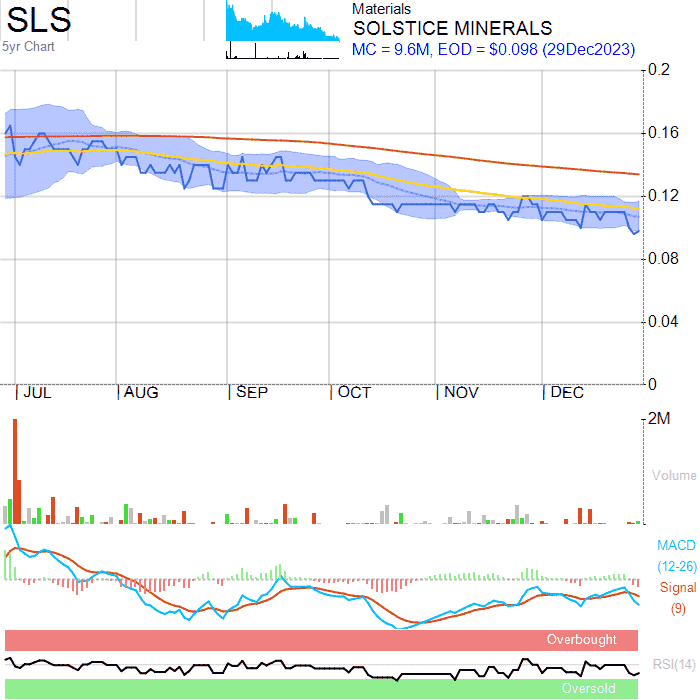 SLS
5yr Chart
Materials
SOLSTICE MINERALS
MC = 9.6M, EOD = $0.098 (29Dec2023)
0.2
0.16
0.12
0.08
0.04
0
JUL AUG SEP OCT NOV DEC
2M
Volume
MACD
(12-26)
Signal
(9)
Overbought
RSI(14)
Oversold